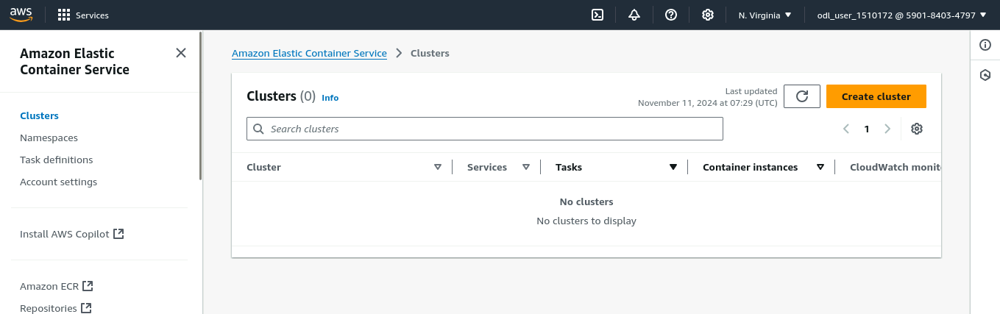 aws
Services
N. Virginia
odl_user_1510172 @ 5901-8403-4797
Amazon Elastic
Container Service
Clusters
Namespaces
Task definitions
Account settings
Install AWS Copilot
Amazon ECR
Repositories
Amazon Elastic Container Service
Clusters
Clusters (0) Info
Last updated
November 11, 2024 at 07:29 (UTC)
Create cluster
Search clusters
1
Cluster Services Tasks Container instances CloudWatch monit
No clusters
No clusters to display